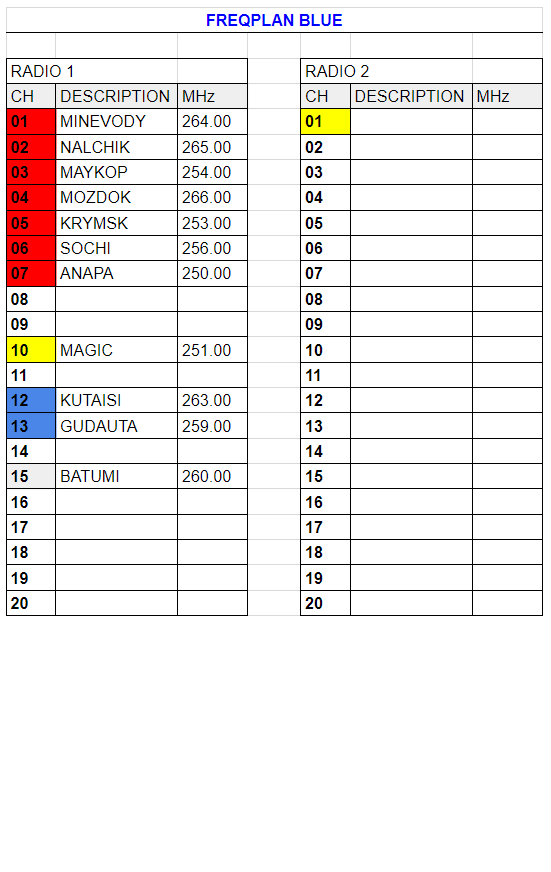 FREQPLAN BLUE
RADIO 1 RADIO 2
CH DESCRIPTION MHz CH DESCRIPTION MHz
01 MINEVODY 264.00 01
02 NALCHIK 265.00 02
03 MAYKOP 254.00 03
04 MOZDOK 266.00 04
05 KRYMSK 253.00 05
06 SOCHI 256.00 06
07 ANAPA 250.00 07
08 08
09 09
10 MAGIC 251.00 10
11 11
12 KUTAISI 263.00 12
13 GUDAUTA 259.00 13
14 14
15 BATUMI 260.00 15
16 16
17 17
18 18
19 19
20 20